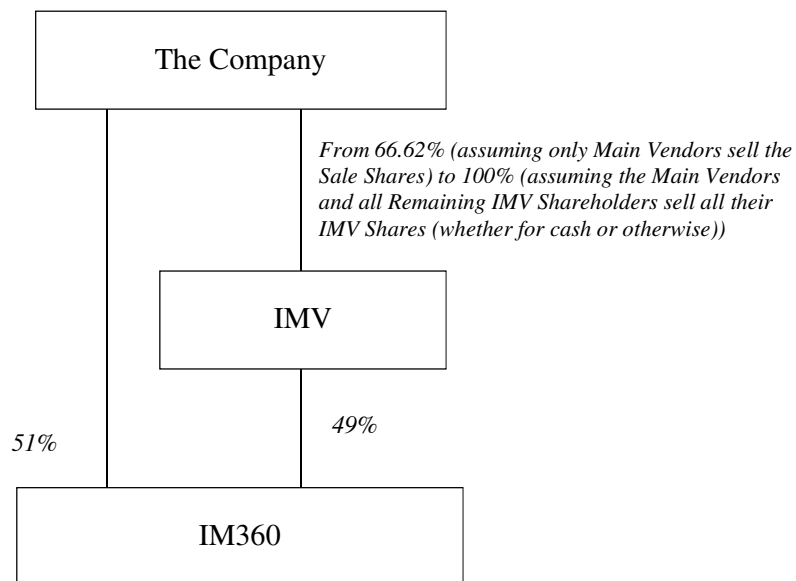 The Company
From 66.62% (assuming only Main Vendors sell the
Sale Shares) to 100% (assuming the Main Vendors
and all Remaining IMV Shareholders sell all their
IMV Shares (whether for cash or otherwise))
IMV
49%
51%
IM360